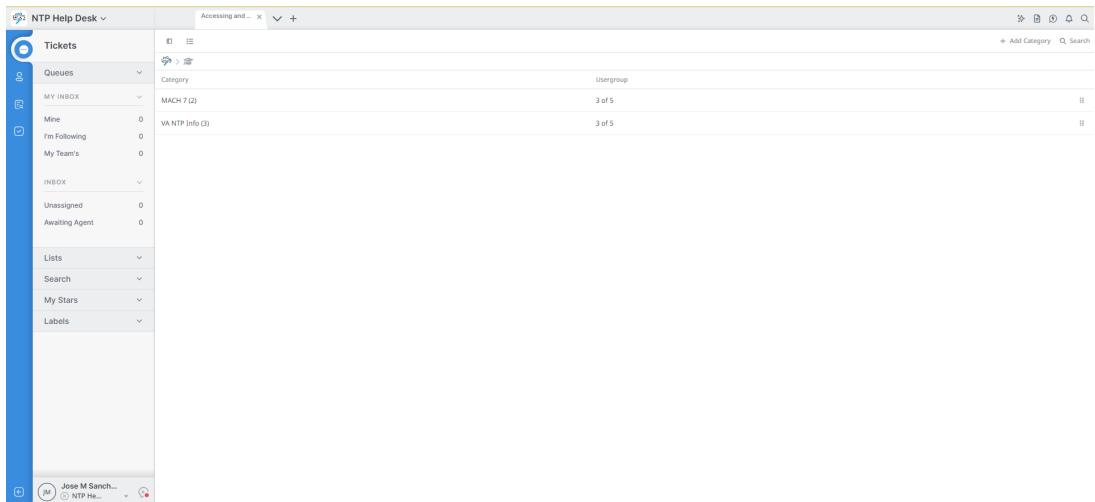 NTP Help Desk
Accessing and ...
Tickets
+ Add Category Search
Queues
Category Usergroup
MY INBOX
MACH 7 (2) 3 of 5
Mine 0
VA NTP Info (3) 3 of 5
I'm Following 0
My Team's 0
INBOX
Unassigned 0
Awaiting Agent 0
Lists
Search
My Stars
Labels
JM
Jose M Sanch...
NTP He...